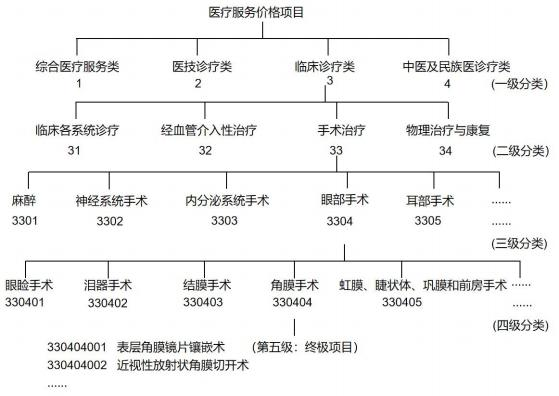 医疗服务价格项目
综合医疗服务类 医技诊疗类 临床诊疗类 中医及民族医诊疗类
1 2 3 4 (一级分类)
临床各系统诊疗 经血管介入性治疗 手术治疗 物理治疗与康复
31 32 33 34 (二级分类)
麻醉 神经系统手术 内分泌系统手术 眼部手术 耳部手术 ......
3301 3302 3303 3304 3305 ......
(三级分类)
眼睑手术 泪器手术 结膜手术 角膜手术 虹膜、睫状体、巩膜和前房手术 ......
330401 330402 330403 330404 330405 ......
(四级分类)
330404001 表层角膜镜片镶嵌术 (第五级：终极项目)
330404002 近视性放射状角膜切开术
......